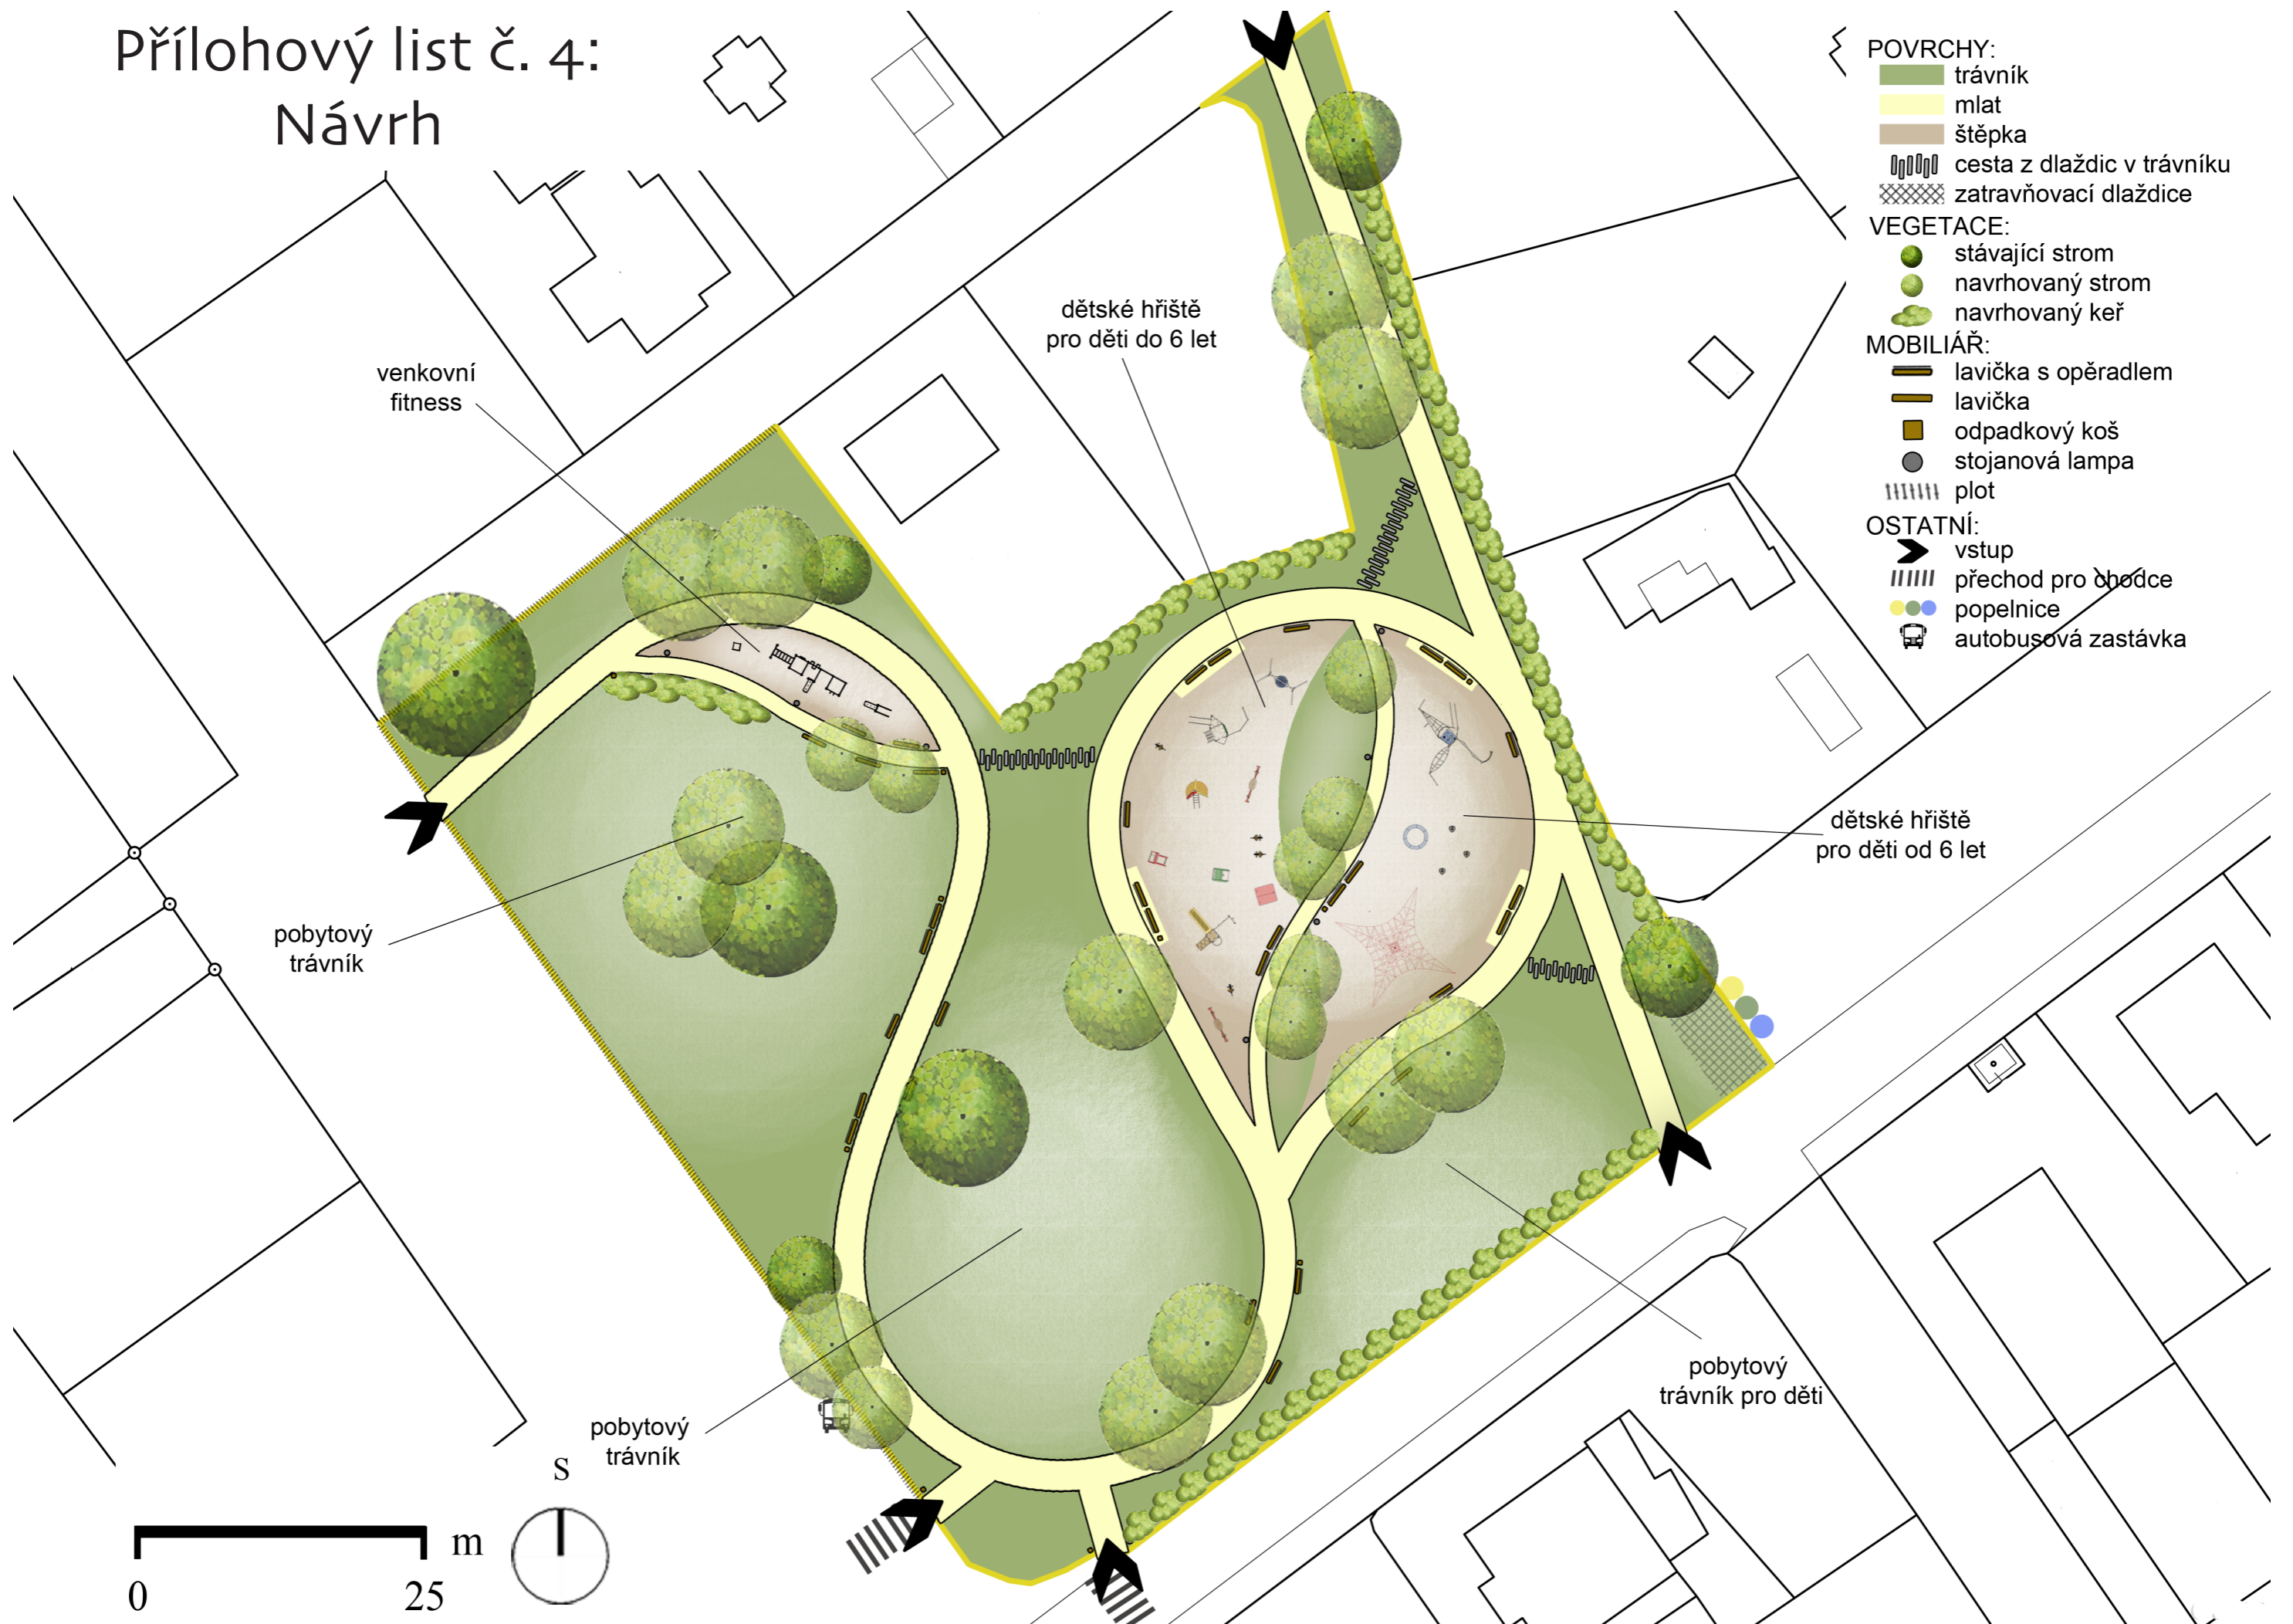 Přílohový list č. 4:
Návrh
POVRCHY:
trávník
mlat
štěpka
cesta z dlaždic v trávníku
zatravňovací dlaždice
VEGETACE:
stávající strom
navrhovaný strom
navrhovaný keř
MOBILIÁŘ:
lavička s opěradlem
lavička
odpadkový koš
stojanová lampa
plot
OSTATNÍ:
vstup
přechod pro chodce
popelnice
autobusová zastávka
dětské hřiště
pro děti do 6 let
venkovní
fitness
dětské hřiště
pro děti od 6 let
pobytový
trávník
pobytový
trávník pro děti
pobytový
trávník
S
m
0
25